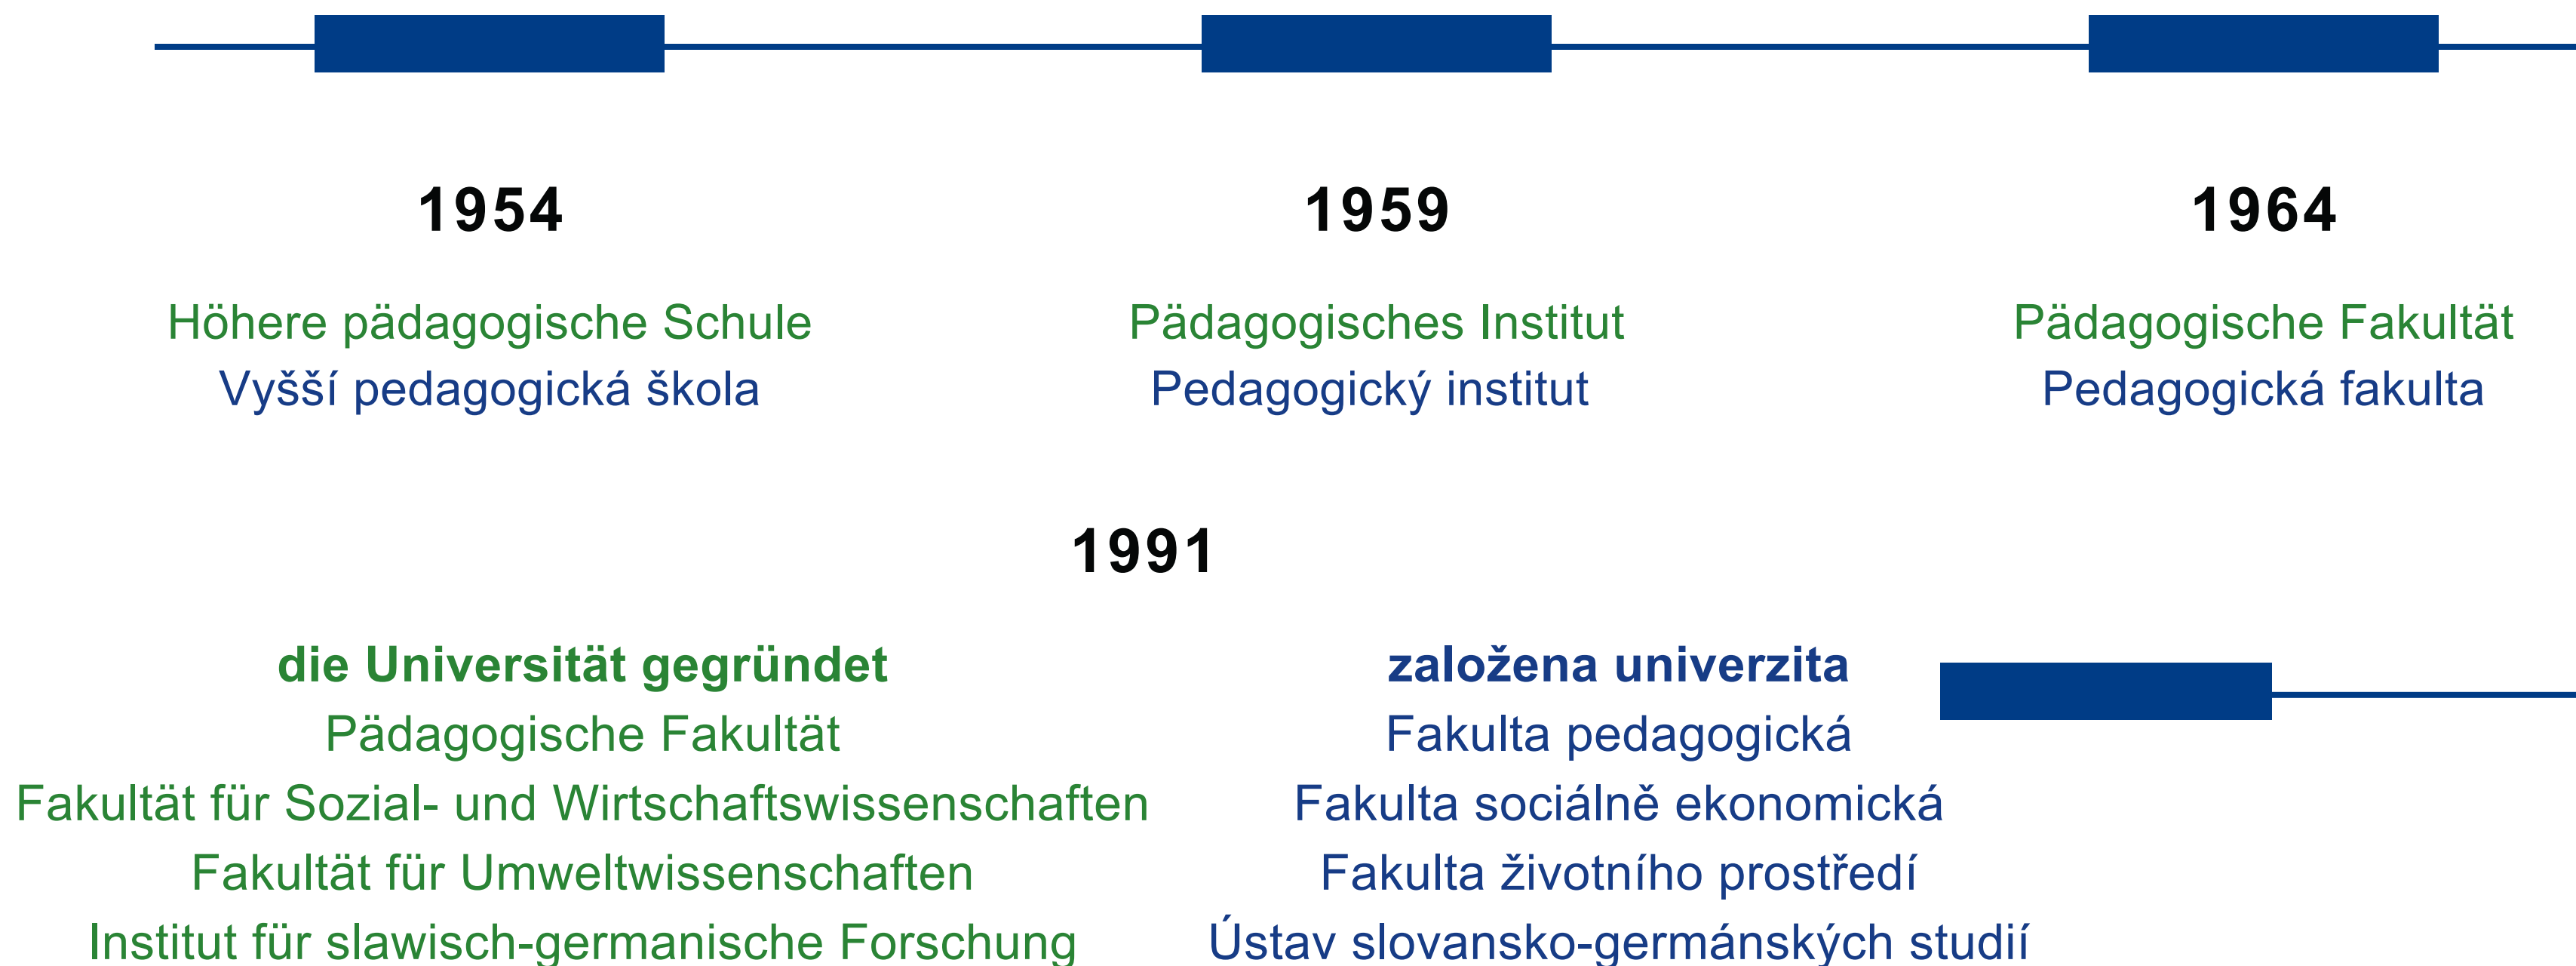 1954
Höhere pädagogische Schule
Vyšší pedagogická škola
1959
Pädagogisches Institut
Pedagogický institut
1964
Pädagogische Fakultät
Pedagogická fakulta
1991
die Universität gegründet
Pädagogische Fakultät
Fakultät für Sozial- und Wirtschaftswissenschaften
Fakultät für Umweltwissenschaften
Institut für slawisch-germanische Forschung
založena univerzita
Fakulta pedagogická
Fakulta sociálně ekonomická
Fakulta životního prostředí
Ústav slovansko-germánských studií